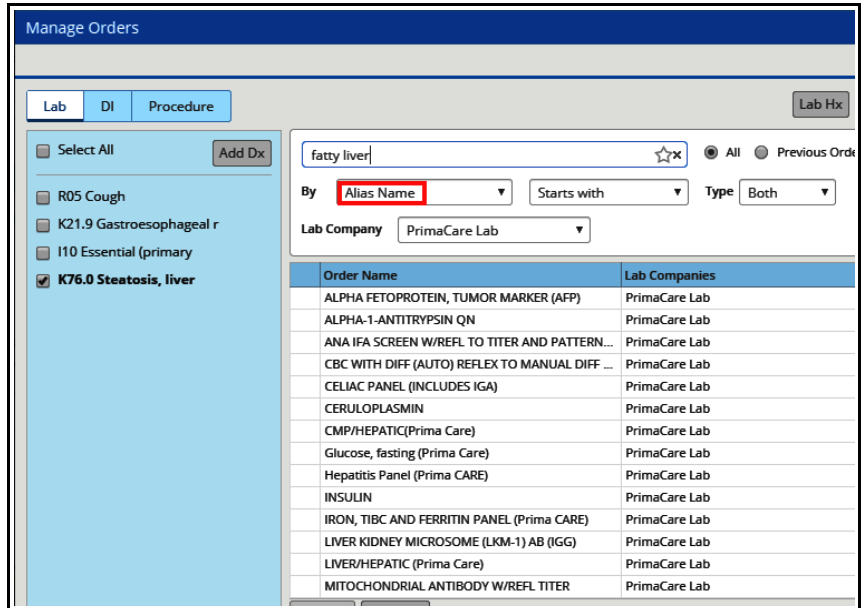 Manage Orders
Lab DI Procedure Lab Hx
Select All Add Dx
R05 Cough
K21.9 Gastroesophageal r
I10 Essential (primary
K76.0 Steatosis, liver
fatty liver All Previous Orde
By Alias Name Starts with Type Both
Lab Company PrimaCare Lab
Order Name Lab Companies
ALPHA FETOPROTEIN, TUMOR MARKER (AFP) PrimaCare Lab
ALPHA-1-ANTITRYPSIN QN PrimaCare Lab
ANA IFA SCREEN W/REFL TO TITER AND PATTERN... PrimaCare Lab
CBC WITH DIFF (AUTO) REFLEX TO MANUAL DIFF ... PrimaCare Lab
CELIAC PANEL (INCLUDES IGA) PrimaCare Lab
CERULOPLASMIN PrimaCare Lab
CMP/HEPATIC(Prima Care) PrimaCare Lab
Glucose, fasting (Prima Care) PrimaCare Lab
Hepatitis Panel (Prima CARE) PrimaCare Lab
INSULIN PrimaCare Lab
IRON, TIBC AND FERRITIN PANEL (Prima CARE) PrimaCare Lab
LIVER KIDNEY MICROSOME (LKM-1) AB (IGG) PrimaCare Lab
LIVER/HEPATIC (Prima Care) PrimaCare Lab
MITOCHONDRIAL ANTIBODY W/REFL TITER PrimaCare Lab